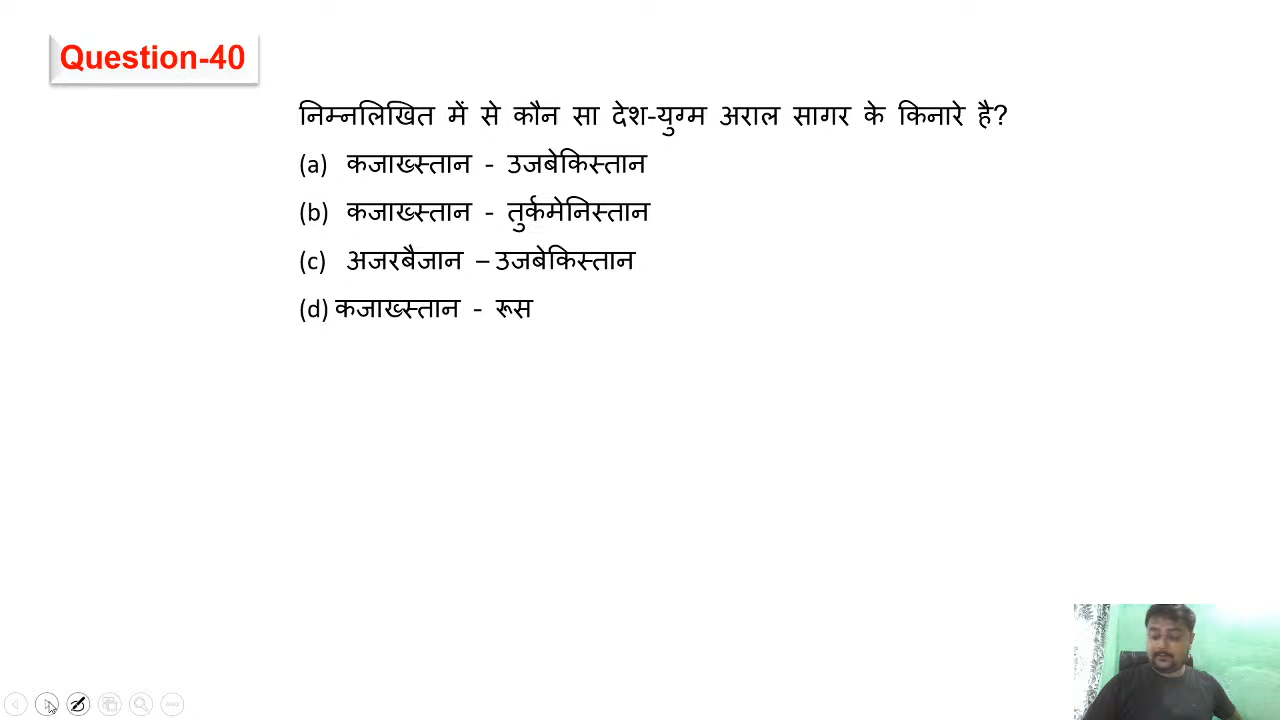 Question-40
निम्नलिखित में से कौन सा देश-युग्म अराल सागर के किनारे है?
(a) कजाख्स्तान - उजबेकिस्तान
(b) कजाख्स्तान - तुर्कमेनिस्तान
(c) अजरबैजान – उजबेकिस्तान
(d) कजाख्स्तान - रूस